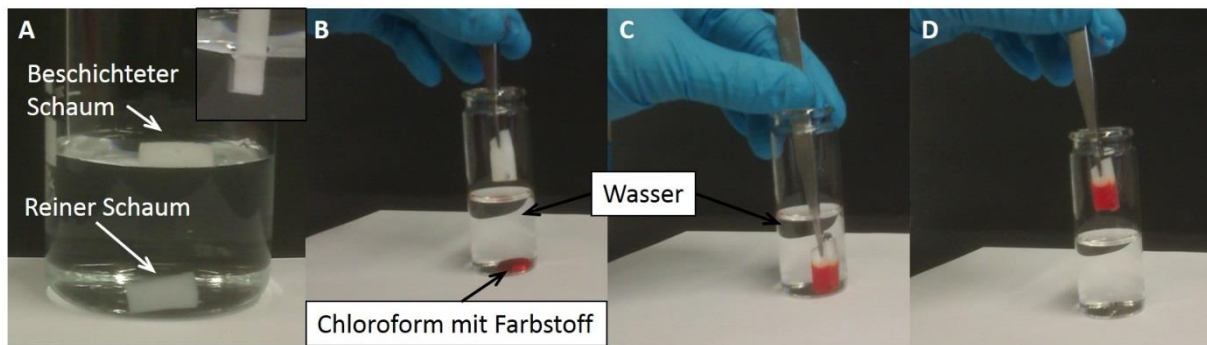 A
Beschichteter
Schaum
Reiner Schaum
B
Wasser
Chloroform mit Farbstoff
C
D